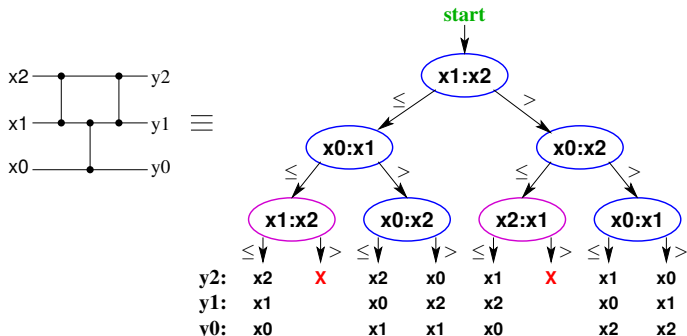 start
x2 y2
x1 y1 ≡
x0 y0
x1:x2
≤ >
x0:x1 x0:x2
≤ > ≤ >
x1:x2 x0:x2 x2:x1 x0:x1
≤ > ≤ > ≤ > ≤ >
y2: x2 X x2 x0 x1 X x1 x0
y1: x1 x0 x2 x2 x0 x1
y0: x0 x1 x1 x0 x2 x2